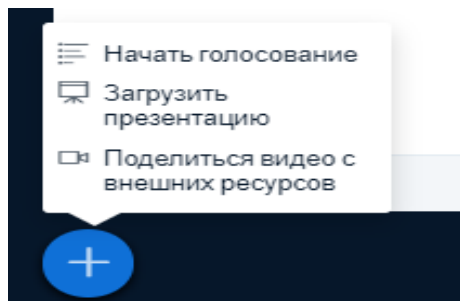 Начать голосование
Загрузить
презентацию
Поделиться видео с
внешних ресурсов